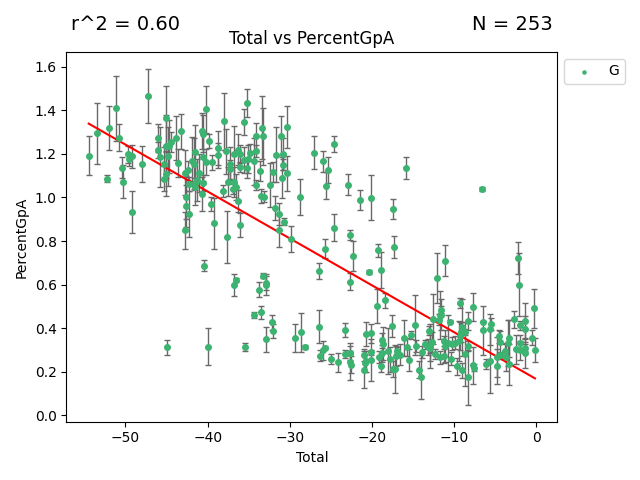 r^2 = 0.60 N = 253
Total vs PercentGpA
G
PercentGpA
1.6
1.4
1.2
1.0
0.8
0.6
0.4
0.2
0.0
−50 −40 −30 −20 −10 0
Total